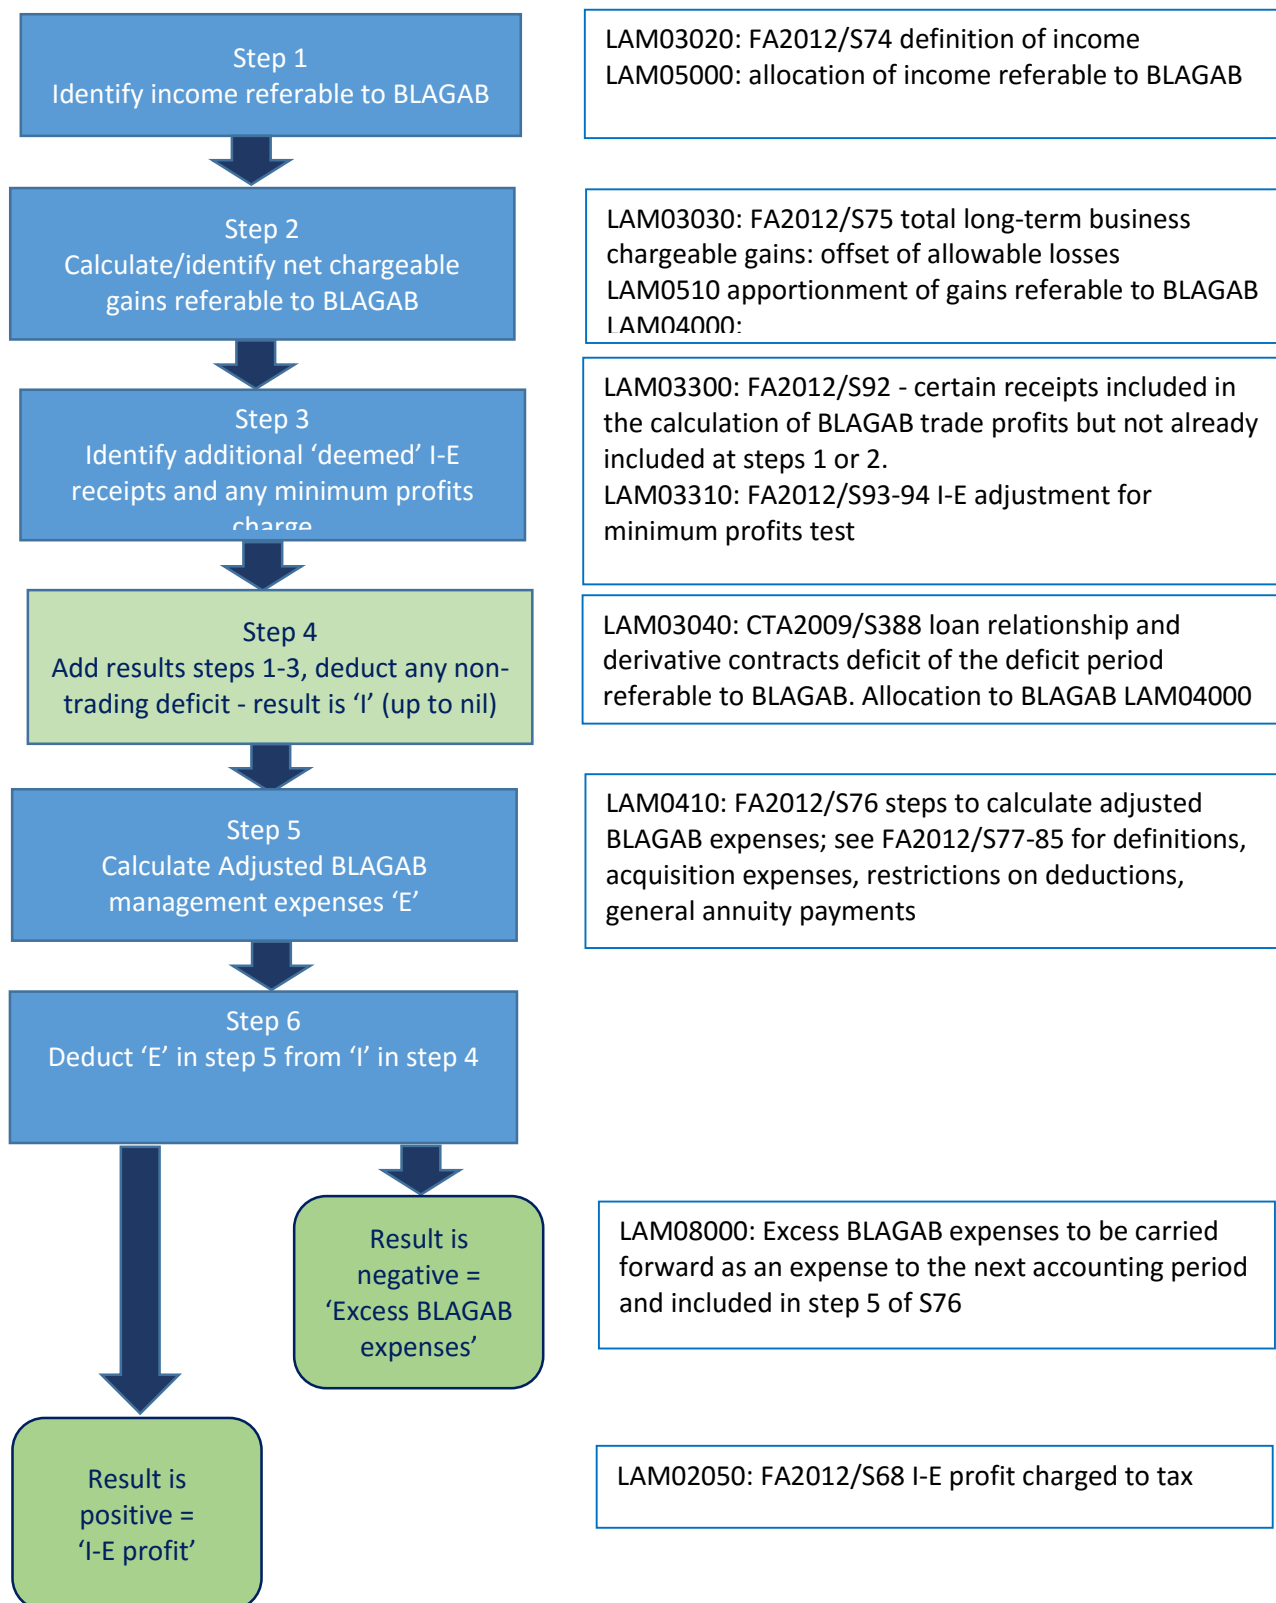 Step 1
Identify income referable to BLAGAB
LAM03020: FA2012/S74 definition of income
LAM05000: allocation of income referable to BLAGAB
Step 2
Calculate/identify net chargeable
gains referable to BLAGAB
LAM03030: FA2012/S75 total long-term business
chargeable gains: offset of allowable losses
LAM0510 apportionment of gains referable to BLAGAB
LAM04000:
Step 3
Identify additional ‘deemed’ I-E
receipts and any minimum profits
charge
LAM03300: FA2012/S92 - certain receipts included in
the calculation of BLAGAB trade profits but not already
included at steps 1 or 2.
LAM03310: FA2012/S93-94 I-E adjustment for
minimum profits test
Step 4
Add results steps 1-3, deduct any non-
trading deficit - result is ‘I’ (up to nil)
LAM03040: CTA2009/S388 loan relationship and
derivative contracts deficit of the deficit period
referable to BLAGAB. Allocation to BLAGAB LAM04000
Step 5
Calculate Adjusted BLAGAB
management expenses ‘E’
LAM0410: FA2012/S76 steps to calculate adjusted
BLAGAB expenses; see FA2012/S77-85 for definitions,
acquisition expenses, restrictions on deductions,
general annuity payments
Step 6
Deduct ‘E’ in step 5 from ‘I’ in step 4
Result is
negative =
‘Excess BLAGAB
expenses’
LAM08000: Excess BLAGAB expenses to be carried
forward as an expense to the next accounting period
and included in step 5 of S76
Result is
positive =
‘I-E profit’
LAM02050: FA2012/S68 I-E profit charged to tax